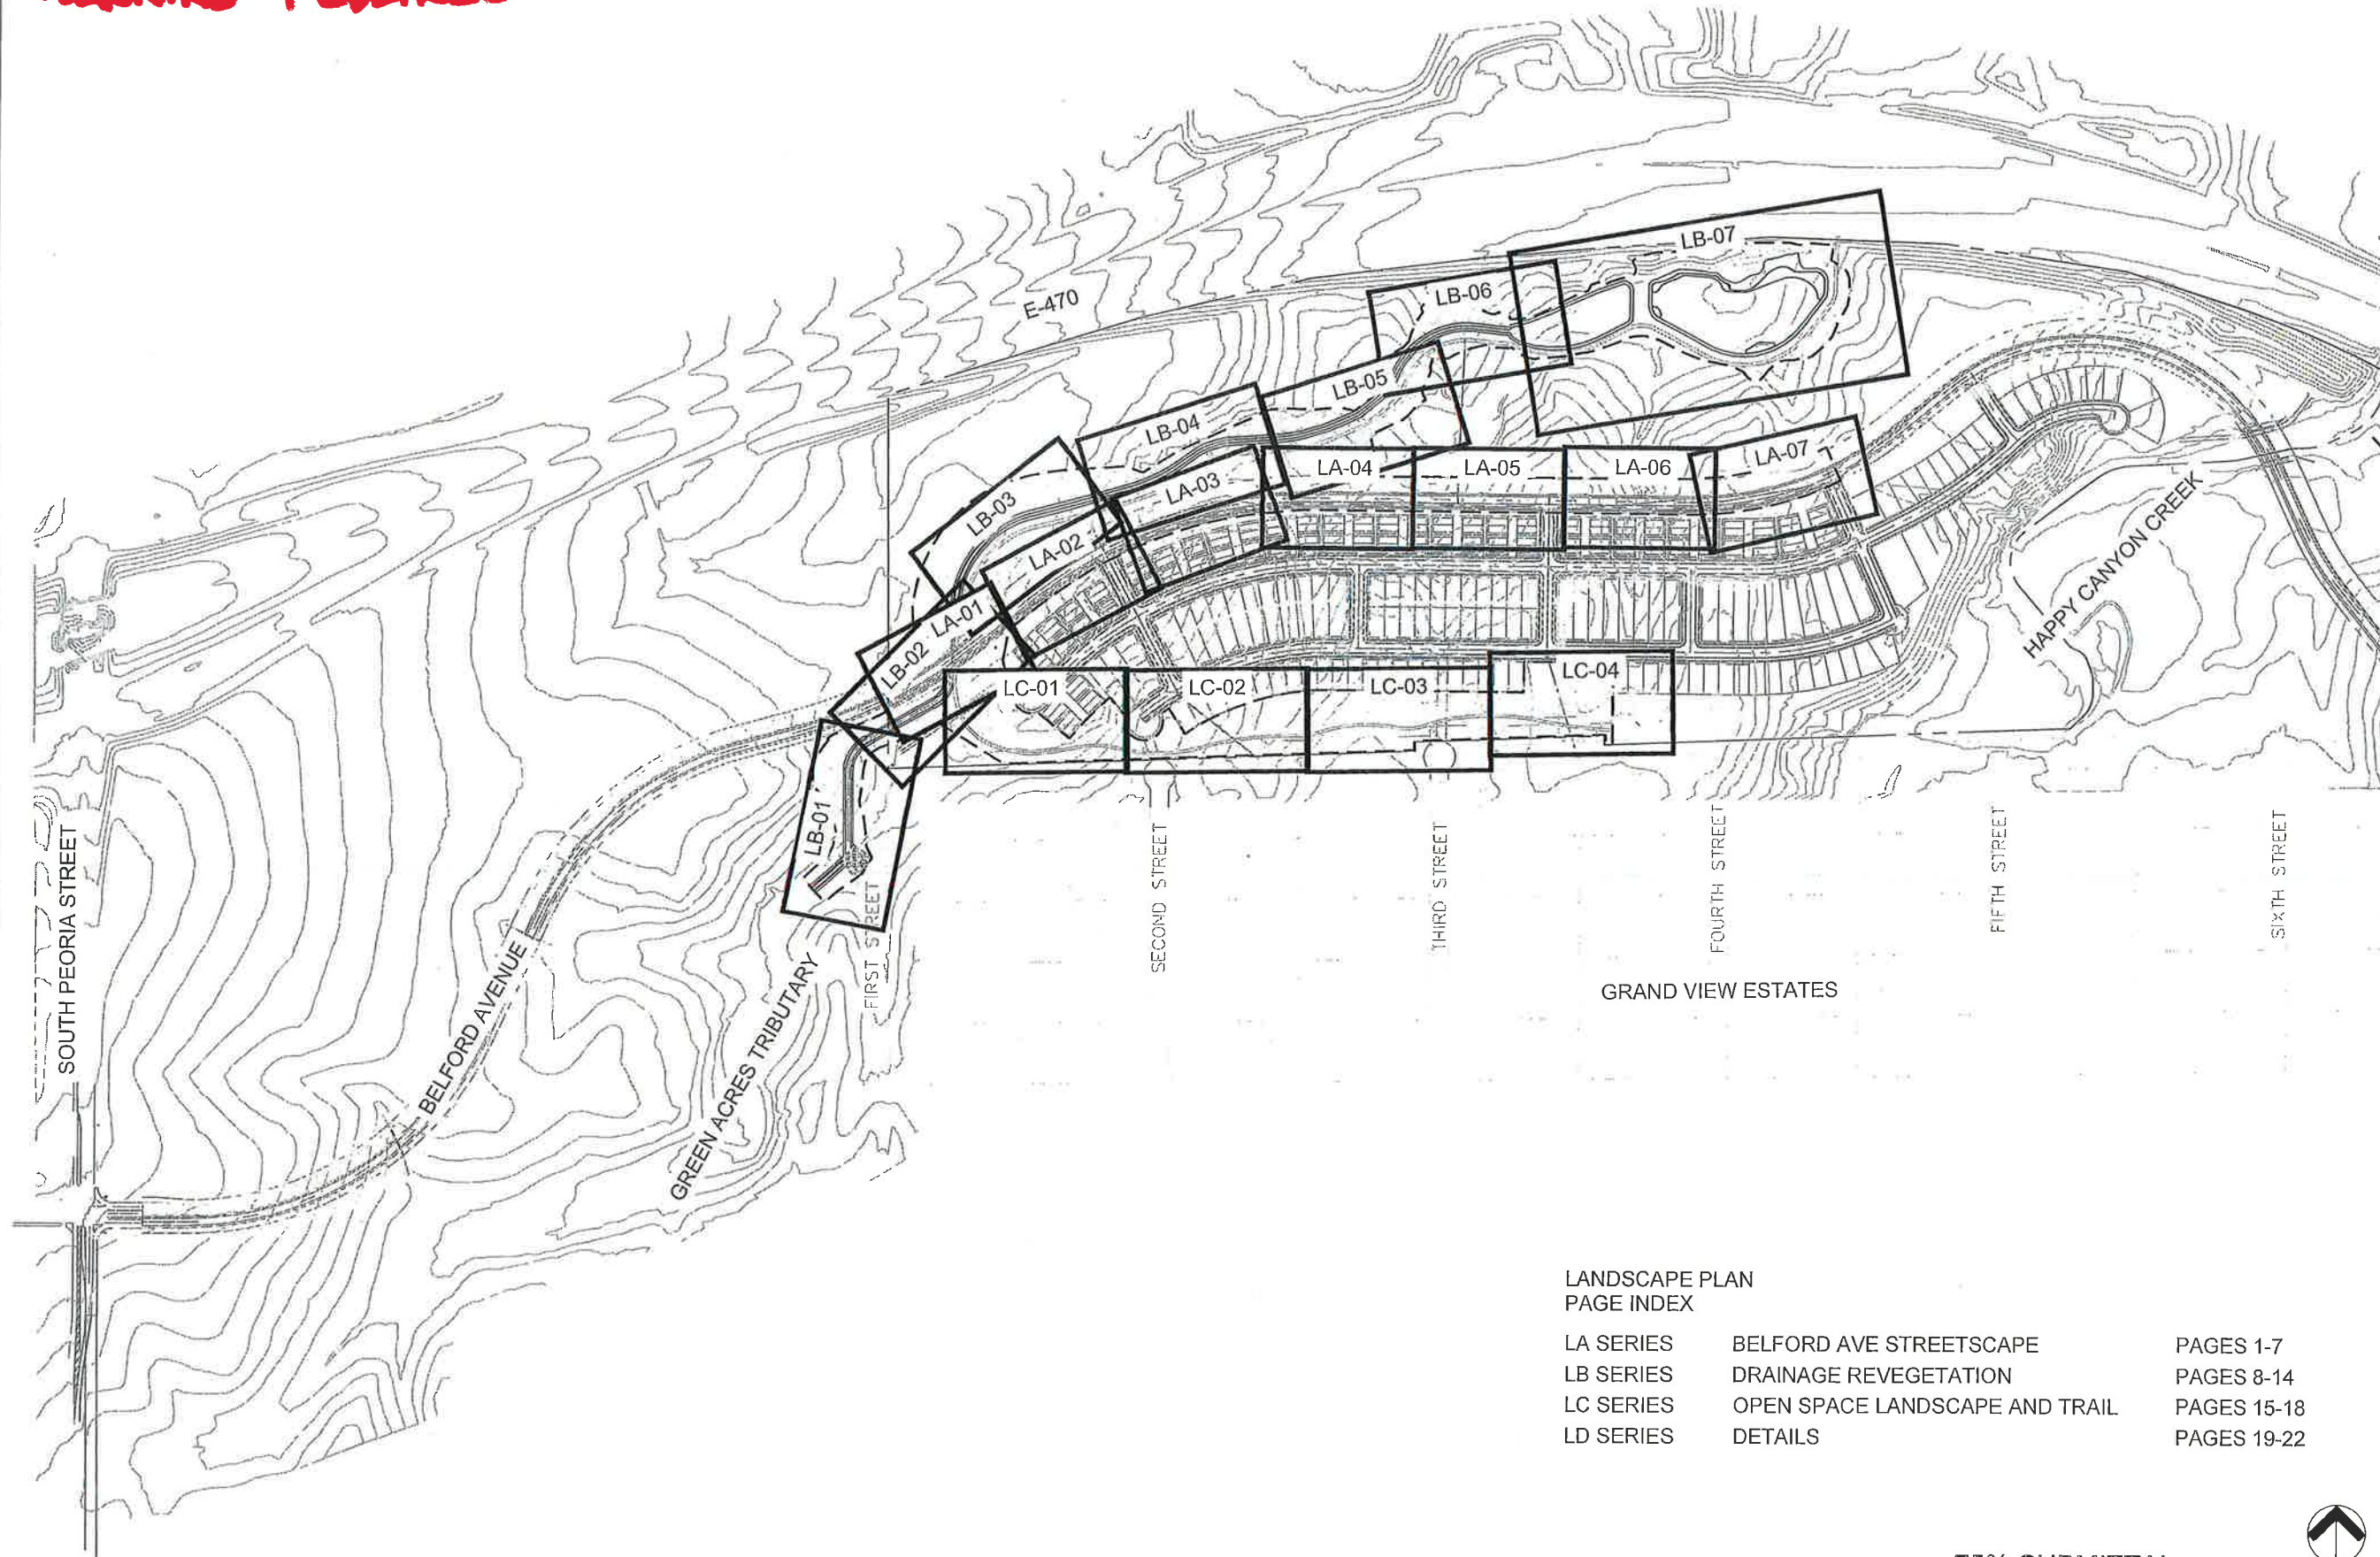 LB-07
LB-06
E-470
LB-05
LB-04
LA-04
LA-05
LA-06
LA-07
LA-03
LB-03
LA-02
HAPPY CANYON CREEK
LA-01
LB-02
LC-01
LC-02
LC-03
LC-04
LB-01
SOUTH PEORIA STREET
BELFORD AVENUE
GREEN ACRES TRIBUTARY
FIRST STREET
SECOND STREET
THIRD STREET
FOURTH STREET
FIFTH STREET
SIXTH STREET
GRAND VIEW ESTATES
LANDSCAPE PLAN
PAGE INDEX
LA SERIES BELFORD AVE STREETSCAPE PAGES 1-7
LB SERIES DRAINAGE REVEGETATION PAGES 8-14
LC SERIES OPEN SPACE LANDSCAPE AND TRAIL PAGES 15-18
LD SERIES DETAILS PAGES 19-22